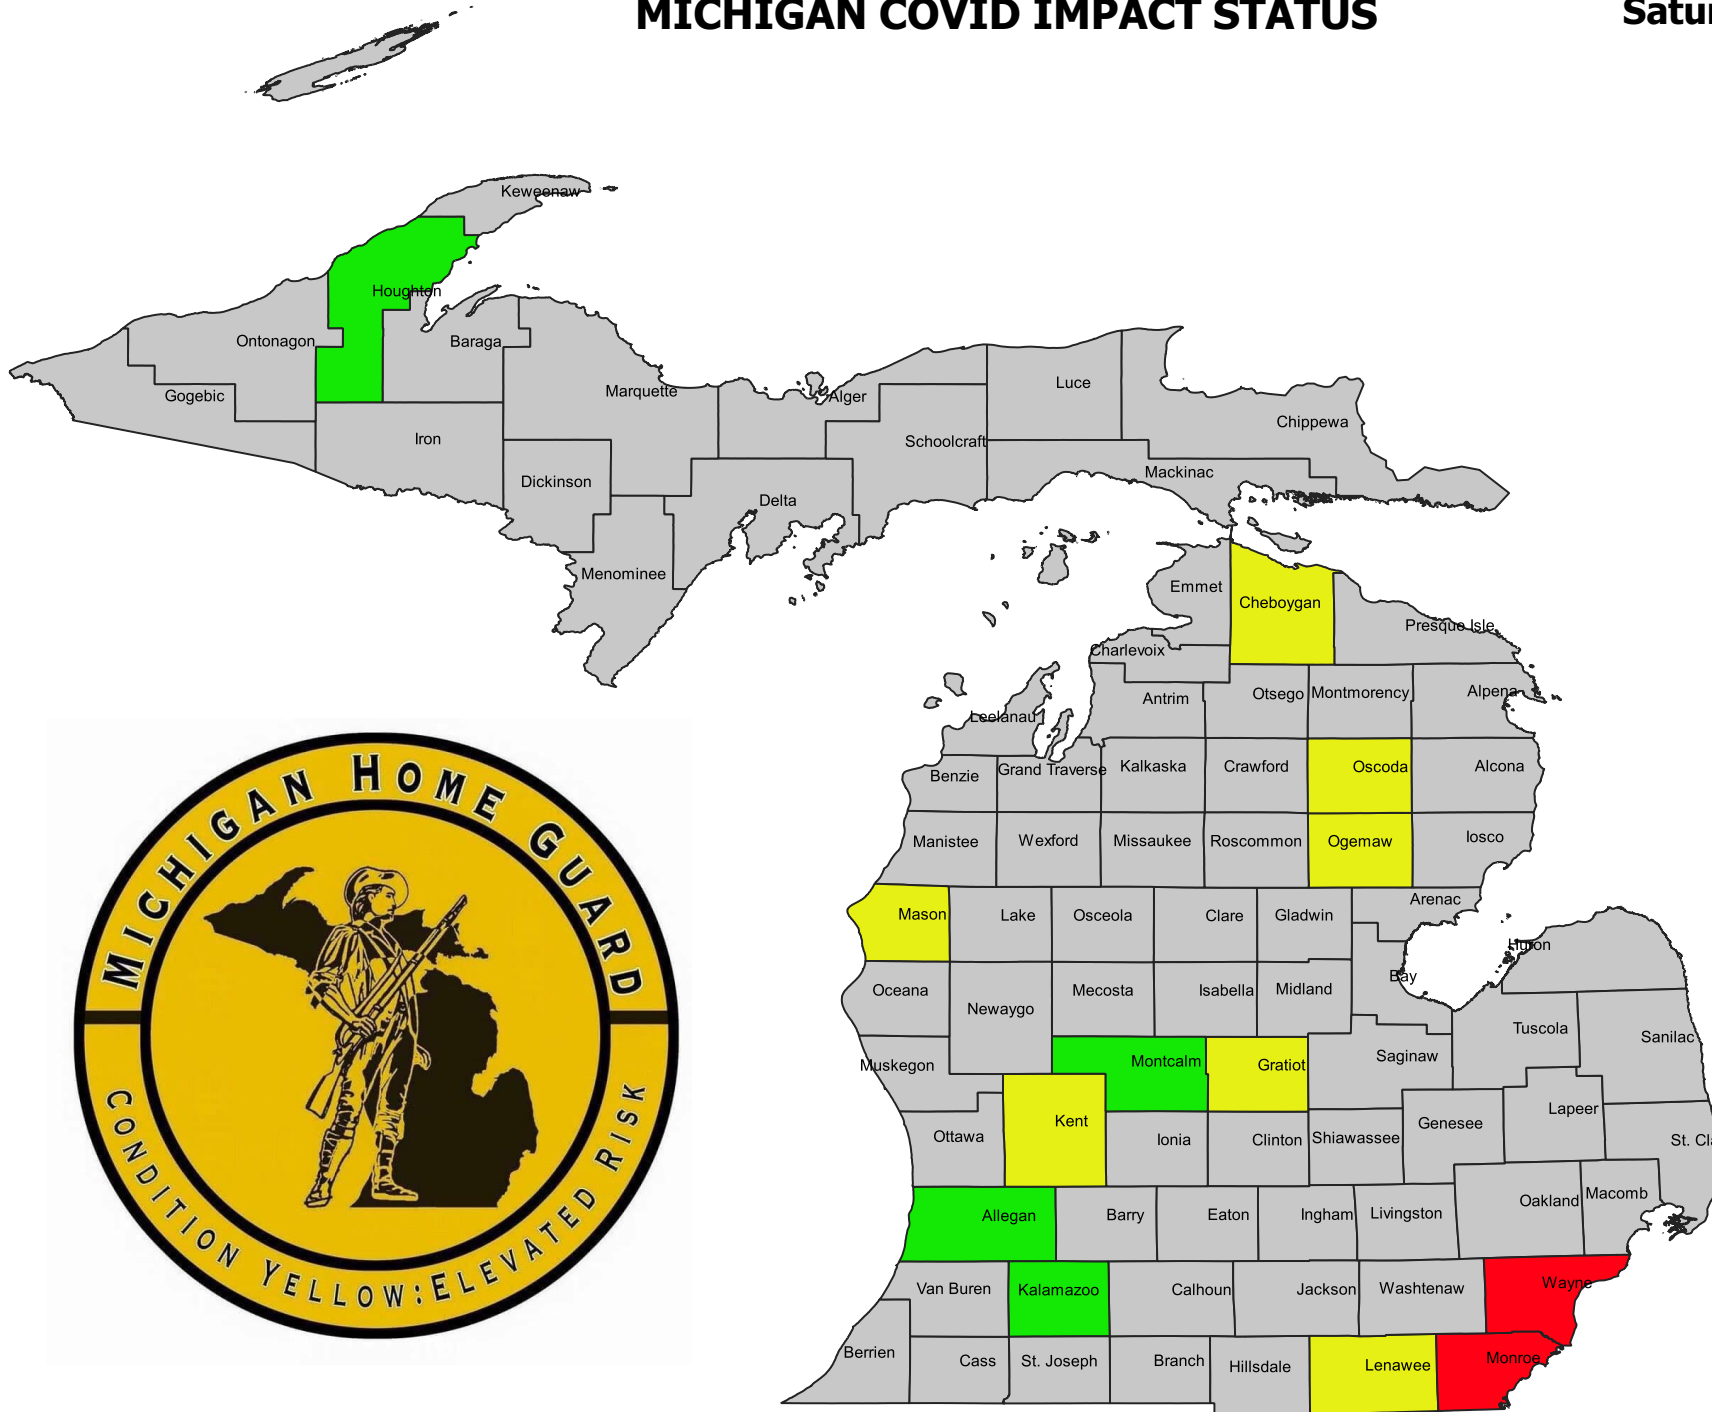 MICHIGAN COVID IMPACT STATUS
Keweenaw
Houghton
Ontonagon
Baraga
Gogebic
Marquette
Alger
Luce
Chippewa
Iron
Schoolcraft
Mackinac
Dickinson
Delta
Menominee
Emmet
Cheboygan
Presque Isle
Charlevoix
Antrim
Otsego
Montmorency
Alpena
Leelanau
Benzie
Grand Traverse
Kalkaska
Crawford
Oscoda
Alcona
Manistee
Wexford
Missaukee
Roscommon
Ogemaw
Iosco
Mason
Lake
Osceola
Clare
Gladwin
Arenac
Huron
Bay
Oceana
Newaygo
Mecosta
Isabella
Midland
Tuscola
Sanilac
Muskegon
Montcalm
Gratiot
Saginaw
Kent
Ottawa
Ionia
Clinton
Shiawassee
Genesee
Lapeer
St. Cl
Allegan
Barry
Eaton
Ingham
Livingston
Oakland
Macomb
Van Buren
Kalamazoo
Calhoun
Jackson
Washtenaw
Wayne
Berrien
Cass
St. Joseph
Branch
Hillsdale
Lenawee
Monroe
MICHIGAN HOME GUARD
CONDITION YELLOW:ELEVATED RISK